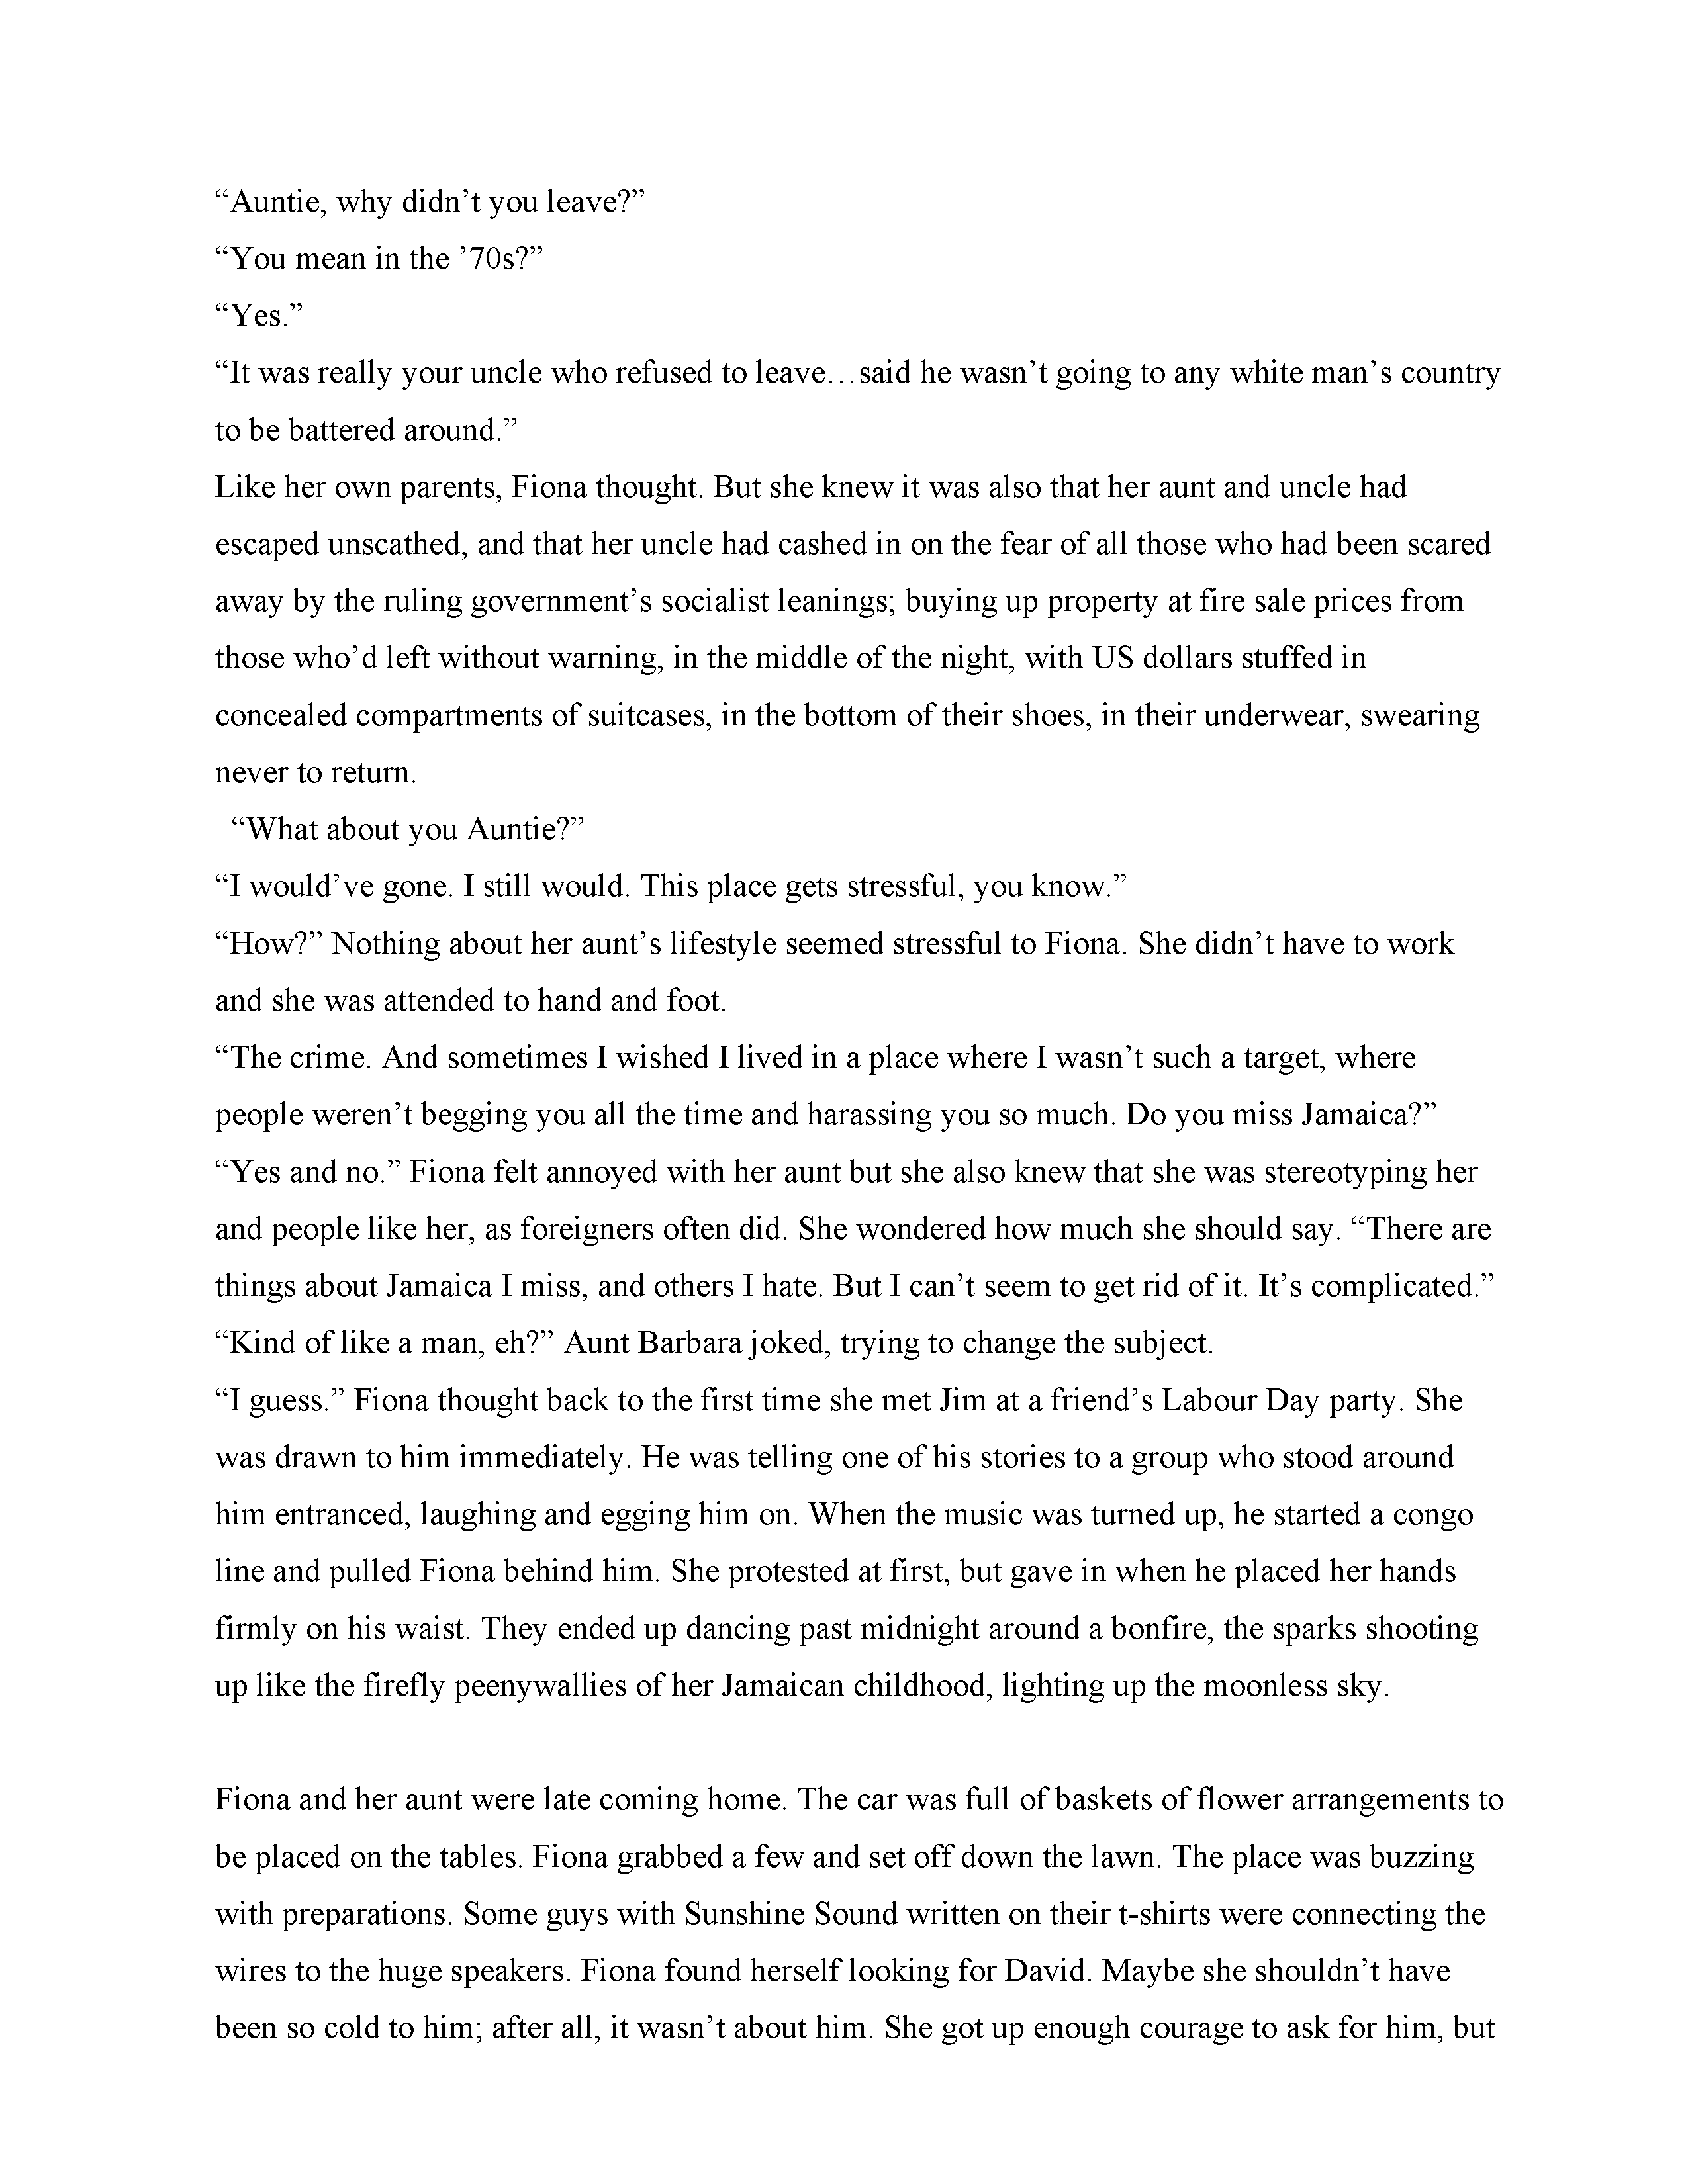 “Auntie, why didn’t you leave?”
“You mean in the ’70s?”
“Yes.”
“It was really your uncle who refused to leave…said he wasn’t going to any white man’s country
to be battered around.”
Like her own parents, Fiona thought. But she knew it was also that her aunt and uncle had
escaped unscathed, and that her uncle had cashed in on the fear of all those who had been scared
away by the ruling government’s socialist leanings; buying up property at fire sale prices from
those who’d left without warning, in the middle of the night, with US dollars stuffed in
concealed compartments of suitcases, in the bottom of their shoes, in their underwear, swearing
never to return.
“What about you Auntie?”
“I would’ve gone. I still would. This place gets stressful, you know.”
“How?” Nothing about her aunt’s lifestyle seemed stressful to Fiona. She didn’t have to work
and she was attended to hand and foot.
“The crime. And sometimes I wished I lived in a place where I wasn’t such a target, where
people weren’t begging you all the time and harassing you so much. Do you miss Jamaica?”
“Yes and no.” Fiona felt annoyed with her aunt but she also knew that she was stereotyping her
and people like her, as foreigners often did. She wondered how much she should say. “There are
things about Jamaica I miss, and others I hate. But I can’t seem to get rid of it. It’s complicated.”
“Kind of like a man, eh?” Aunt Barbara joked, trying to change the subject.
“I guess.” Fiona thought back to the first time she met Jim at a friend’s Labour Day party. She
was drawn to him immediately. He was telling one of his stories to a group who stood around
him entranced, laughing and egging him on. When the music was turned up, he started a congo
line and pulled Fiona behind him. She protested at first, but gave in when he placed her hands
firmly on his waist. They ended up dancing past midnight around a bonfire, the sparks shooting
up like the firefly peenywallies of her Jamaican childhood, lighting up the moonless sky.
Fiona and her aunt were late coming home. The car was full of baskets of flower arrangements to
be placed on the tables. Fiona grabbed a few and set off down the lawn. The place was buzzing
with preparations. Some guys with Sunshine Sound written on their t-shirts were connecting the
wires to the huge speakers. Fiona found herself looking for David. Maybe she shouldn’t have
been so cold to him; after all, it wasn’t about him. She got up enough courage to ask for him, but